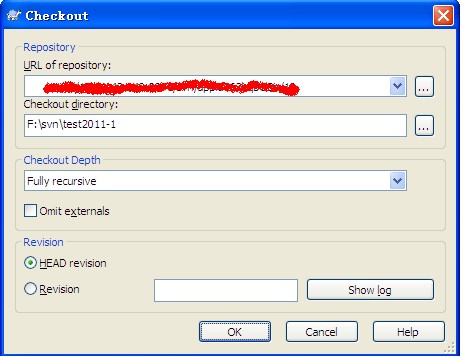 Checkout
Repository
URL of repository:
...
Checkout directory:
F:\svn\test2011-1
...
Checkout Depth
Fully recursive
Omit externals
Revision
HEAD revision
Revision
Show log
OK
Cancel
Help